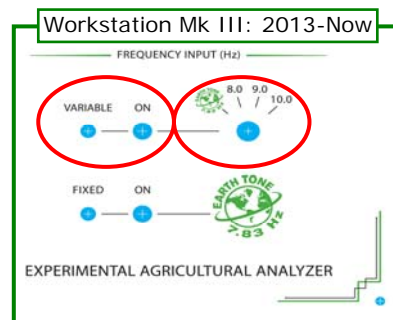 Workstation Mk III: 2013-Now
FREQUENCY INPUT (Hz)
VARIABLE ON
8.0 9.0 10.0
FIXED ON
EARTH TONE
7.83 Hz
EXPERIMENTAL AGRICULTURAL ANALYZER